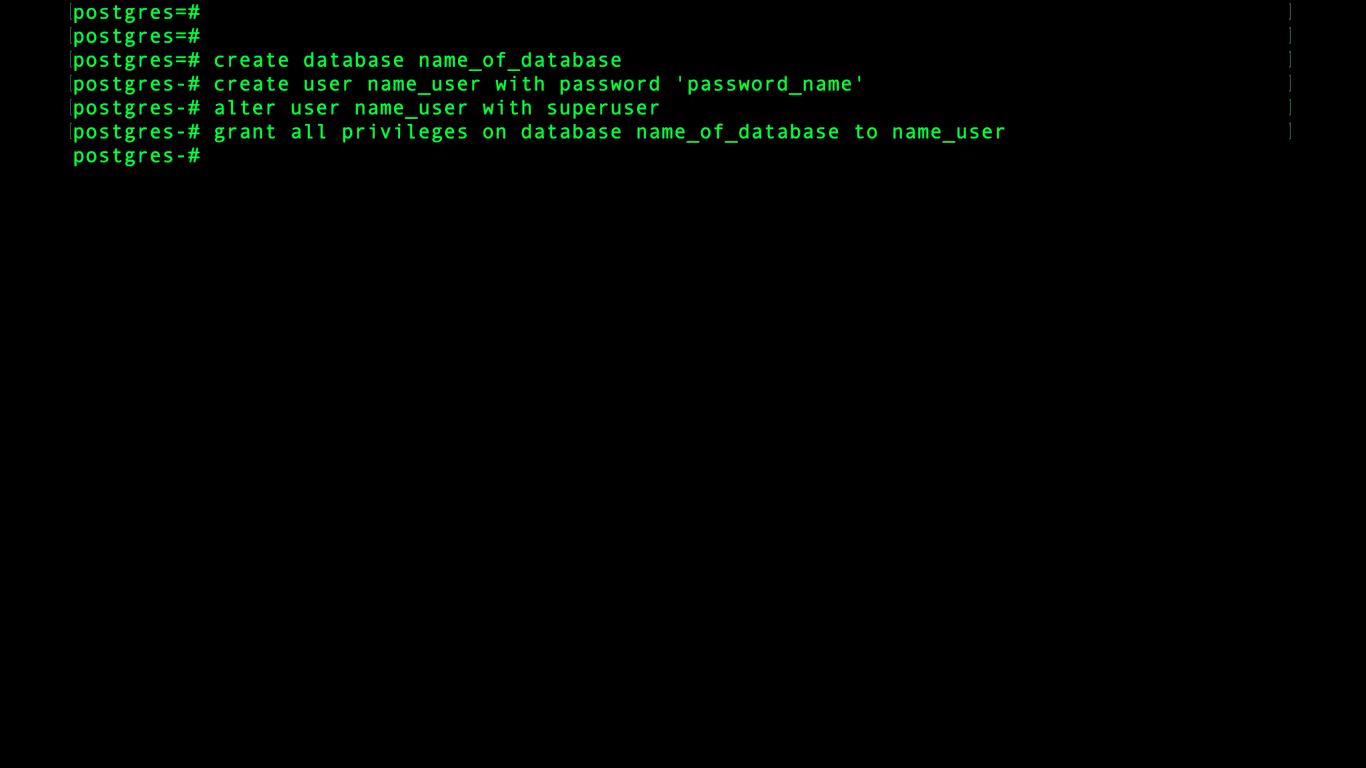 [postgres=# ]
[postgres=# ]
[postgres=# create database name_of_database ]
[postgres-# create user name_user with password 'password_name' ]
[postgres-# alter user name_user with superuser ]
[postgres-# grant all privileges on database name_of_database to name_user ]
postgres-#